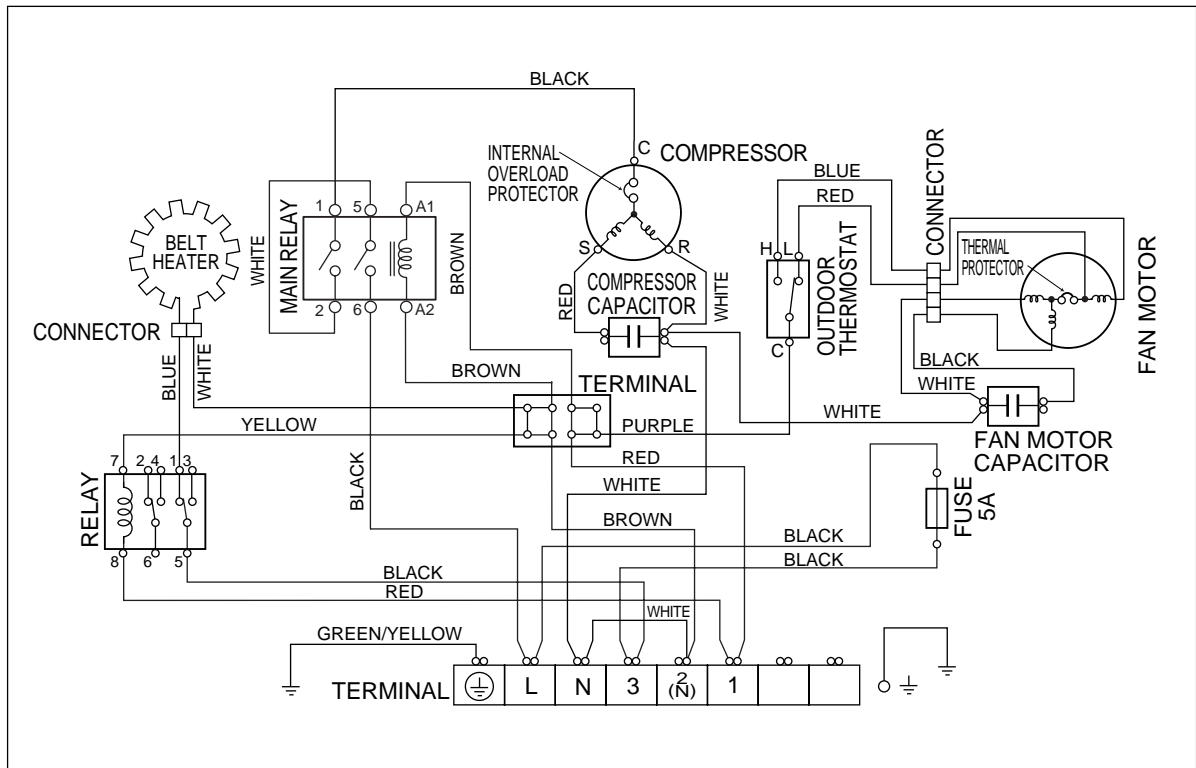 BLACK
C COMPRESSOR
INTERNAL
OVERLOAD
PROTECTOR
BLUE
RED
CONNECTOR
1 5 A1
WHITE
MAIN RELAY
BROWN
2 6 A2
BELT
HEATER
CONNECTOR
BLUE
WHITE
S R
COMPRESSOR
CAPACITOR
RED
WHITE
H L
OUTDOOR
THERMOSTAT
C
THERMAL
PROTECTOR
FAN MOTOR
BLACK
WHITE
FAN MOTOR
CAPACITOR
BROWN
TERMINAL
WHITE
YELLOW
PURPLE
RED
WHITE
BROWN
BLACK
7 2 4 1 3
RELAY
8 6 5
BLACK
BLACK
FUSE
5A
BLACK
RED
WHITE
GREEN/YELLOW
TERMINAL
L N 3 2 1
(N)